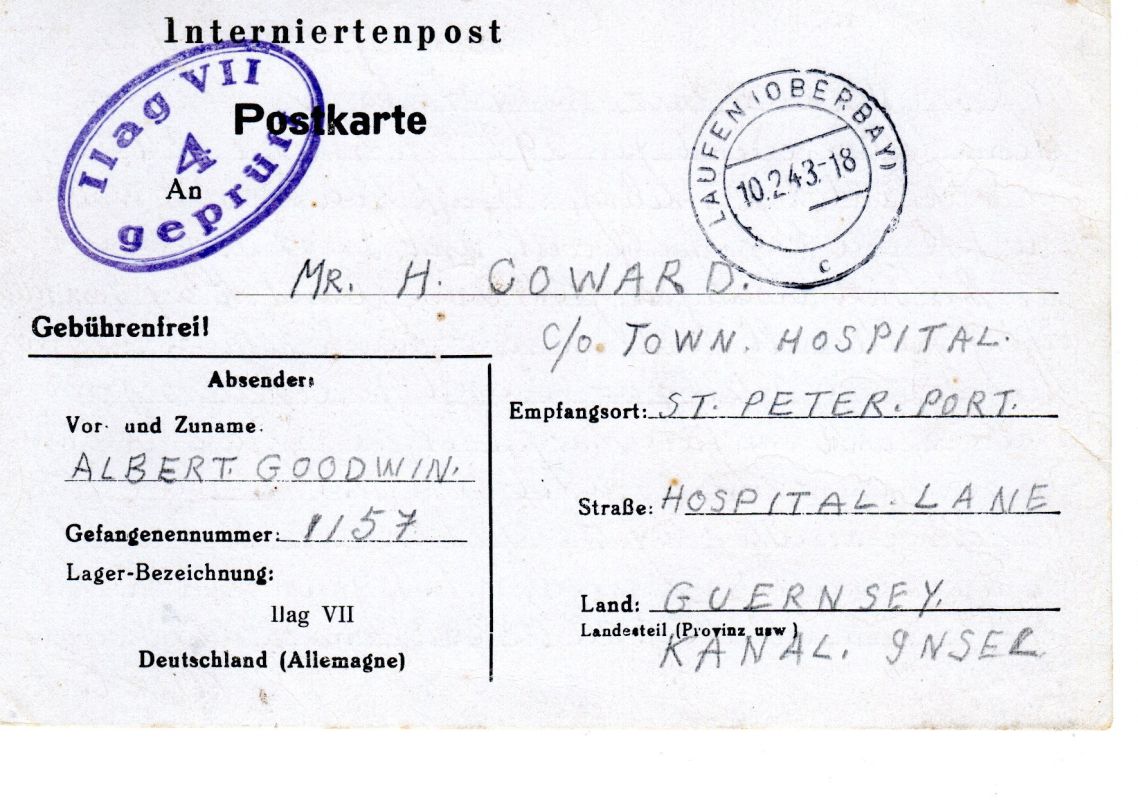 Interniertenpost
Ilag VII
4
geprüft
Postkarte
An
LAUFEN (OBERBAY)
10.2.43.-18
c
MR. H. COWARD.
Gebührenfrei!
C/o. TOWN. HOSPITAL.
Absender:
Vor- und Zuname.
ALBERT. GOODWIN.
Empfangsort: ST. PETER. PORT.
Gefangenennummer: 1157
Straße: HOSPITAL. LANE
Lager-Bezeichnung:
Ilag VII
Deutschland (Allemagne)
Land: GUERNSEY.
Landesteil (Provinz usw)
KANAL. INSEL